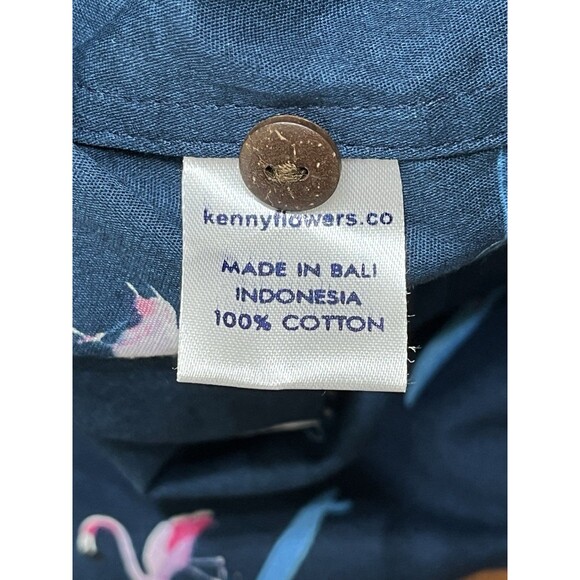 kennyflowers.co
MADE IN BALI
INDONESIA
100% COTTON